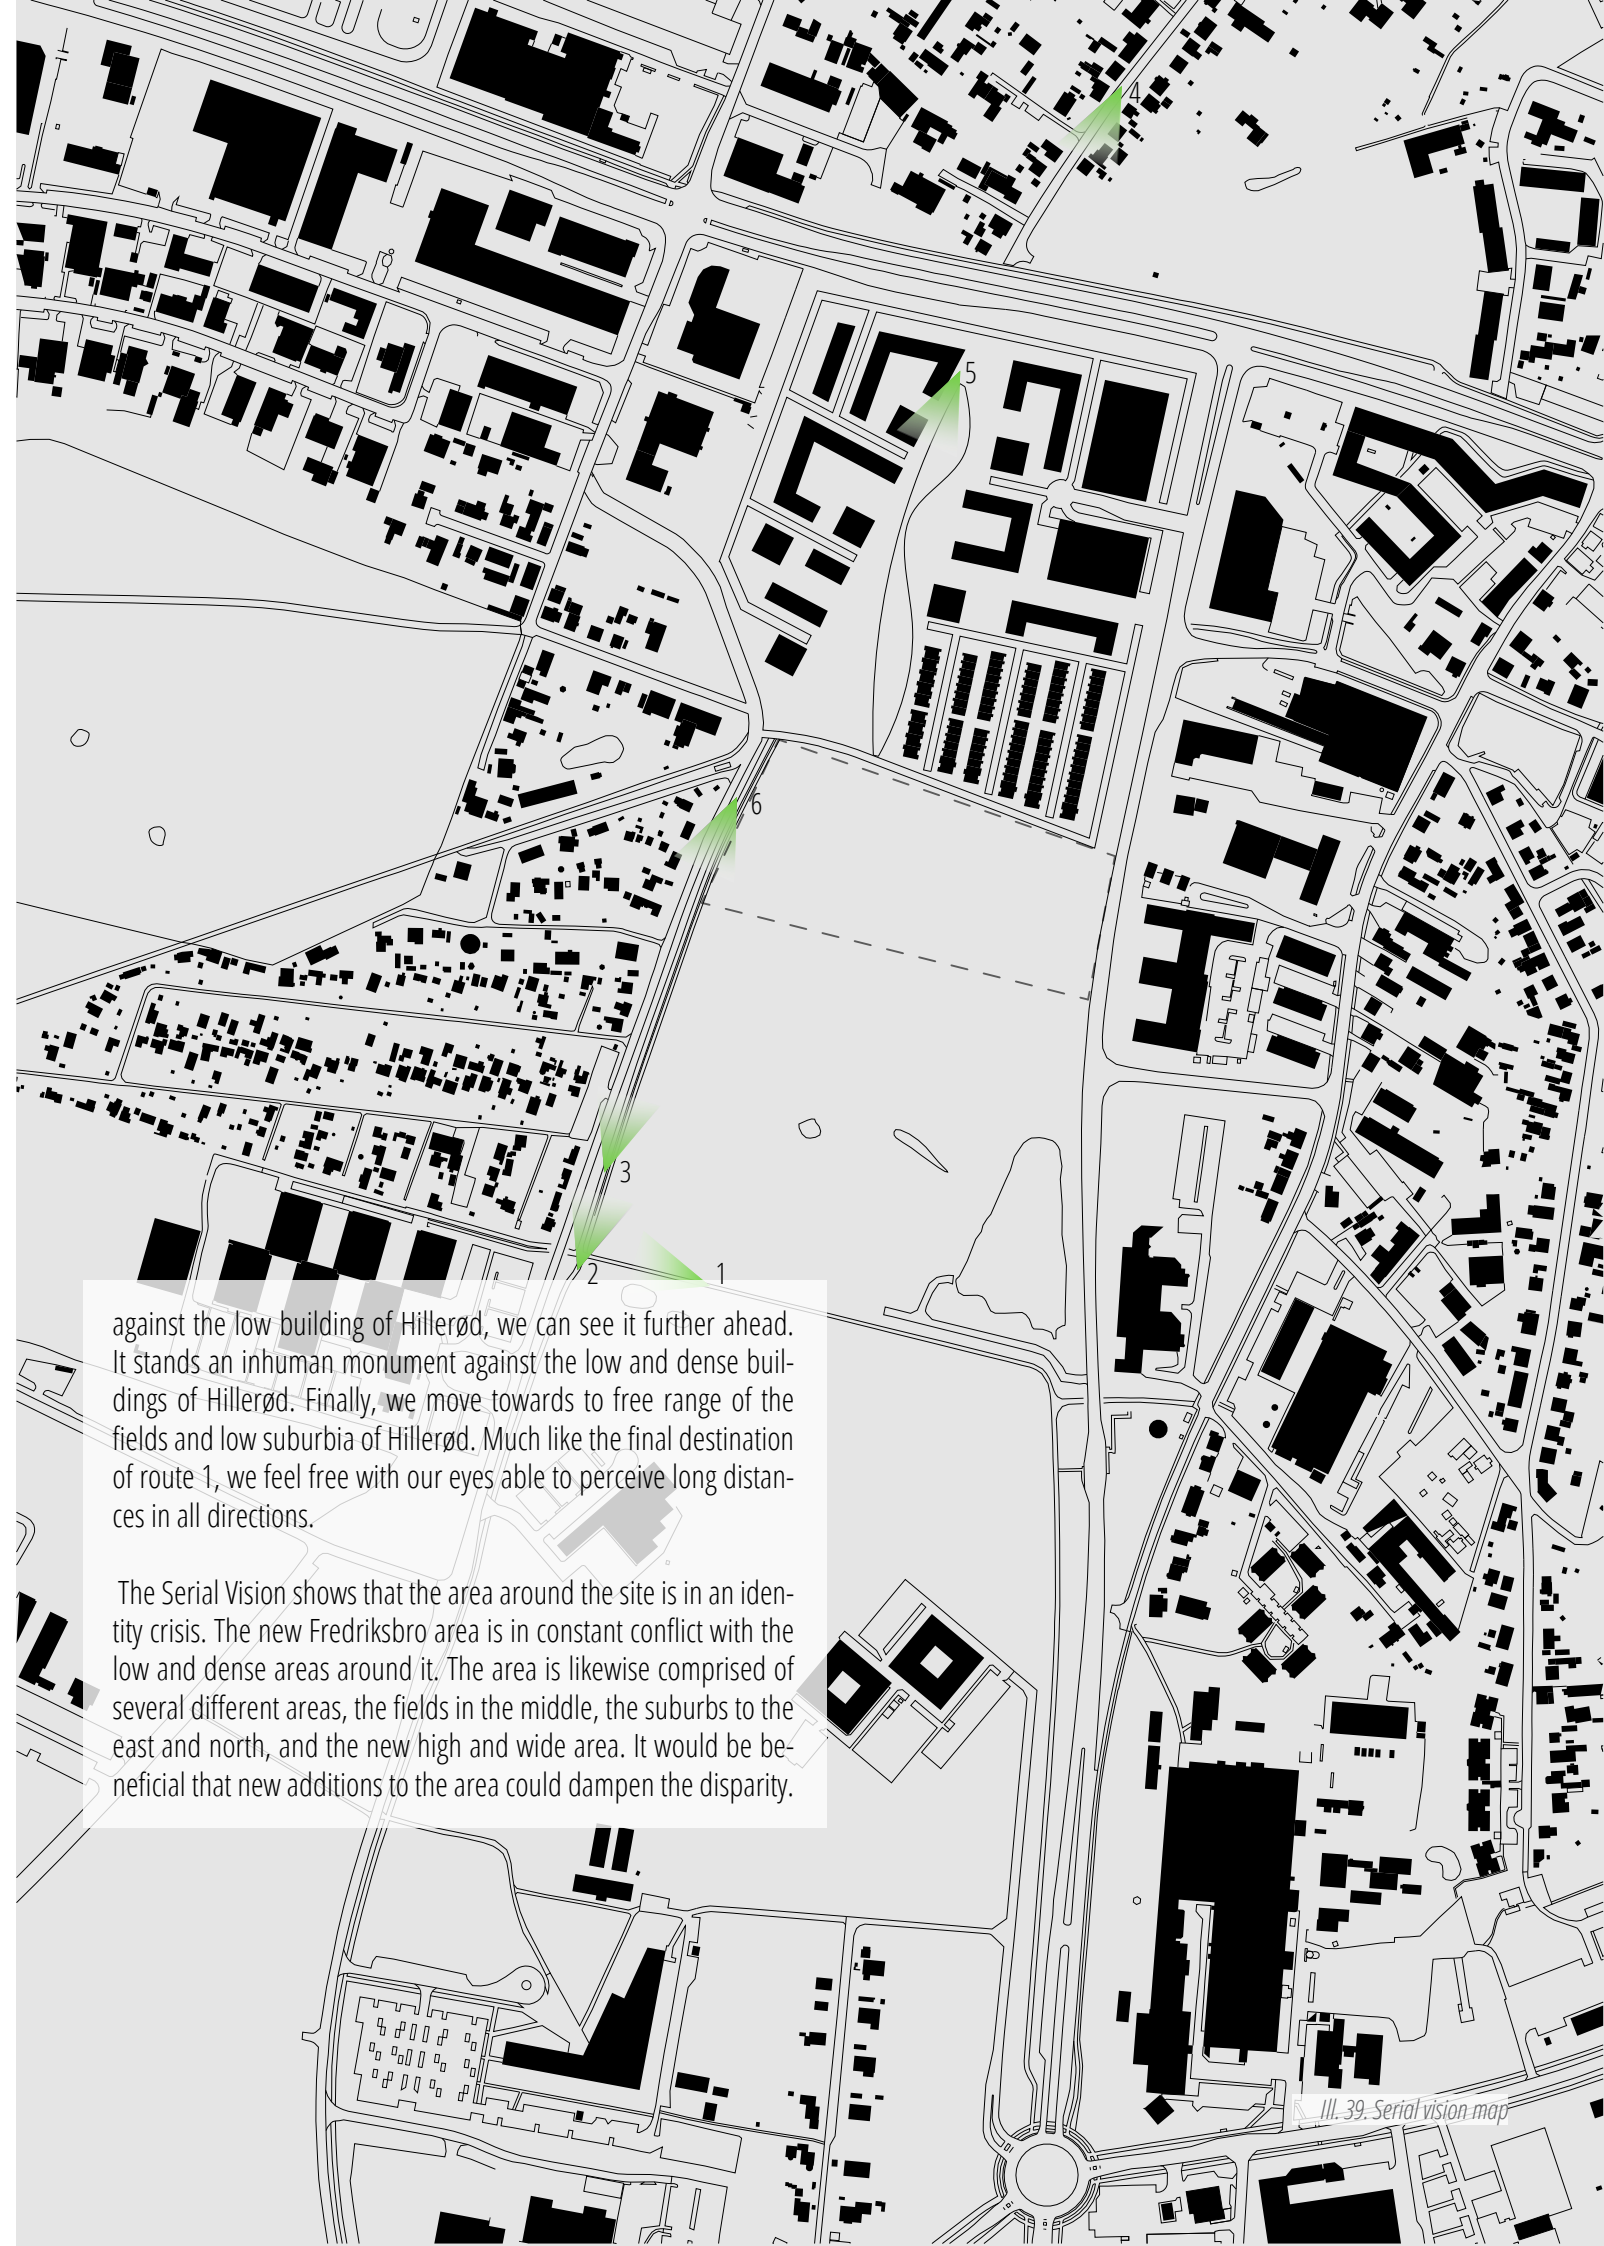 4
5
6
3
2
1
against the low building of Hillerød, we can see it further ahead.
It stands an inhuman monument against the low and dense buil-
dings of Hillerød. Finally, we move towards to free range of the
fields and low suburbia of Hillerød. Much like the final destination
of route 1, we feel free with our eyes able to perceive long distan-
ces in all directions.
The Serial Vision shows that the area around the site is in an iden-
tity crisis. The new Fredriksbro area is in constant conflict with the
low and dense areas around it. The area is likewise comprised of
several different areas, the fields in the middle, the suburbs to the
east and north, and the new high and wide area. It would be be-
neficial that new additions to the area could dampen the disparity.
Ill. 39. Serial vision map